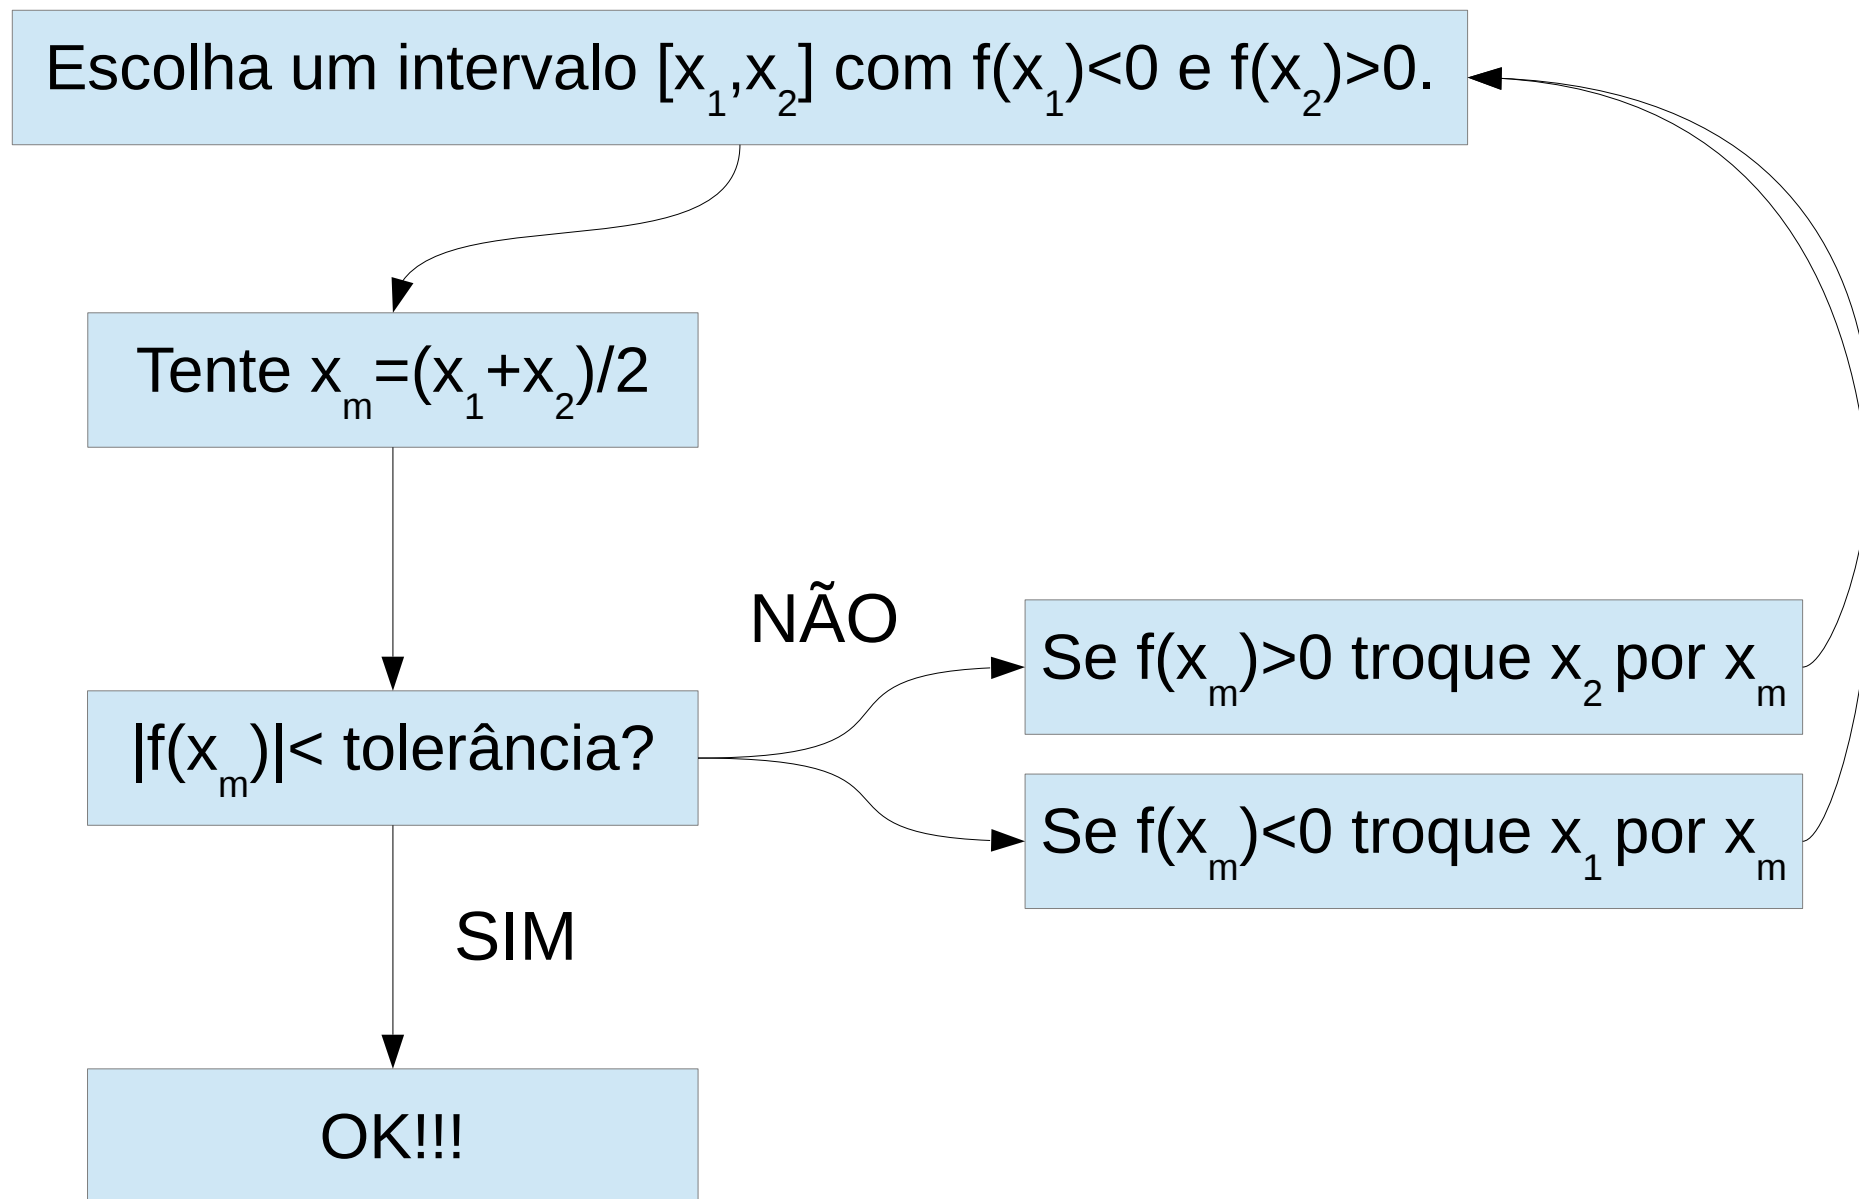 Escolha um intervalo [x₁,x₂] com f(x₁)<0 e f(x₂)>0.
Tente xₘ=(x₁+x₂)/2
NÃO
Se f(xₘ)>0 troque x₂ por xₘ
|f(xₘ)|< tolerância?
Se f(xₘ)<0 troque x₁ por xₘ
SIM
OK!!!